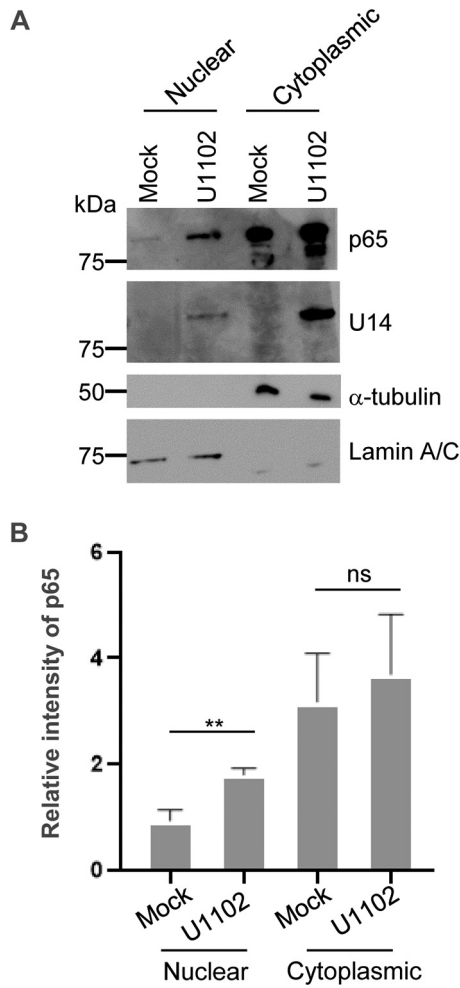 A
Nuclear Cytoplasmic
Mock U1102 Mock U1102
kDa
75 p65
75 U14
50 α-tubulin
75 Lamin A/C
B
Relative intensity of p65
6
4
2
0
** ns
Mock U1102 Mock U1102
Nuclear Cytoplasmic